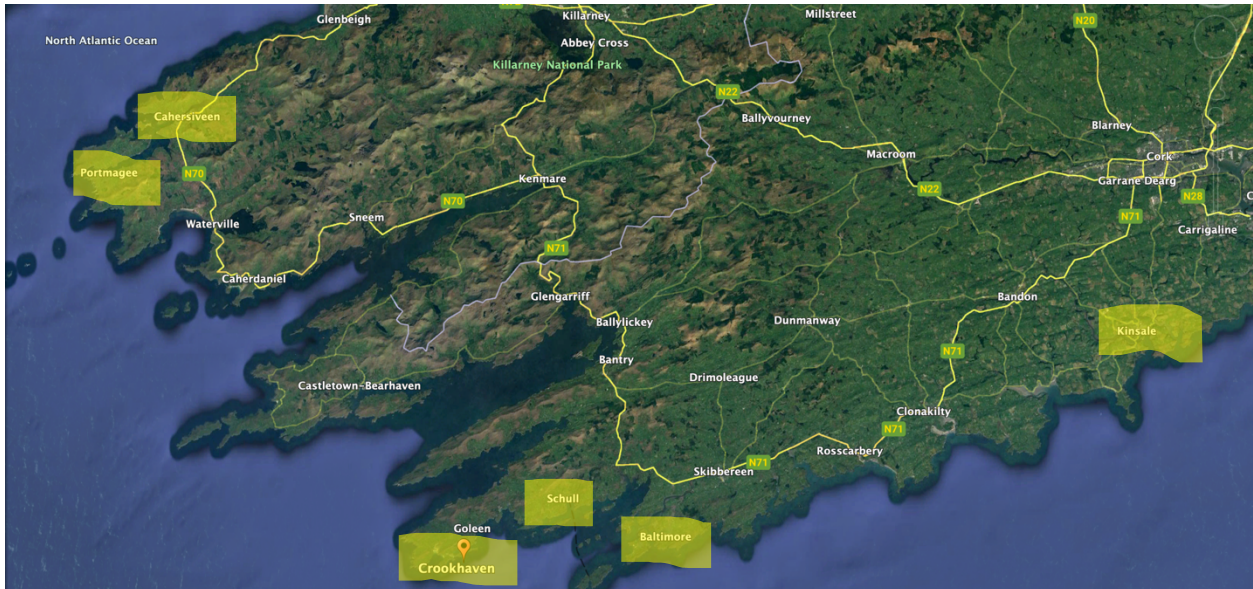 Glenbeigh
Killarney
Millstreet
N20
North Atlantic Ocean
Abbey Cross
Killarney National Park
N22
Cahersiveen
Ballyvourney
Blarney
Macroom
Cork
Portmagee
N70
Kenmare
Garrane Dearg
N22
N28
N70
Sneem
N71
Waterville
Carrigaline
N71
Caherdaniel
Glengarriff
Bandon
Ballylickey
Dunmanway
Kinsale
N71
Bantry
Castletown-Bearhaven
Drimoleague
Clonakilty
N71
Rosscarbery
N71
Skibbereen
Schull
Goleen
Baltimore
Crookhaven